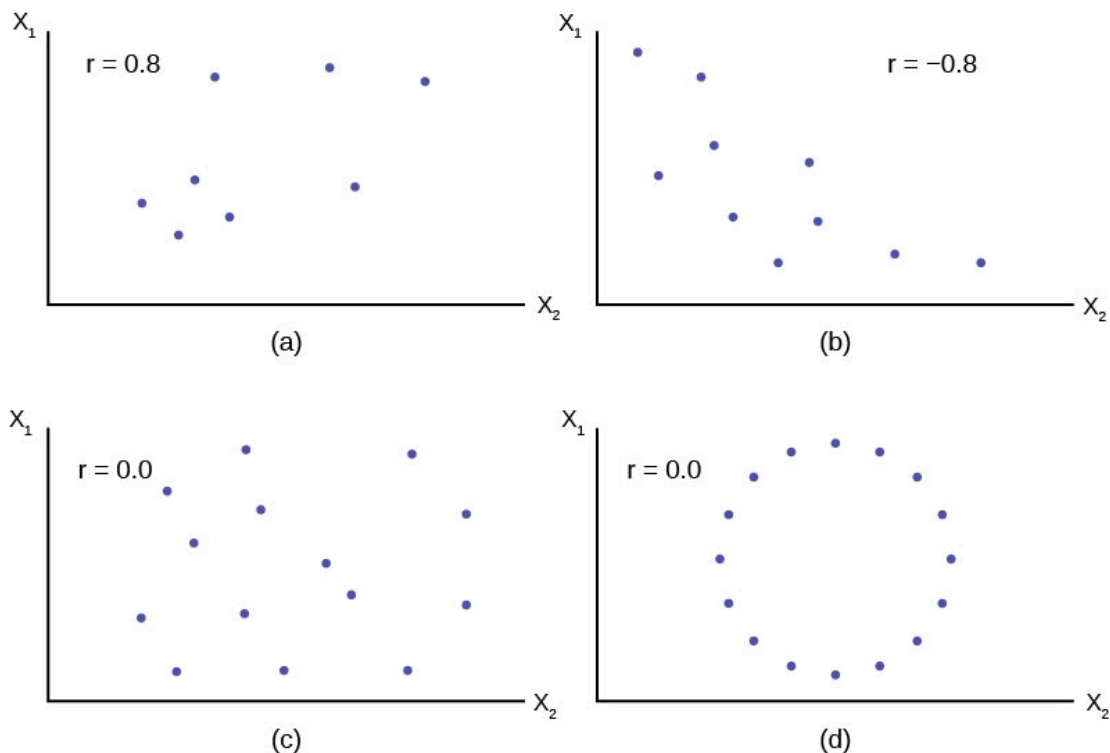 X₁
r = 0.8
X₂
(a)
X₁
r = −0.8
X₂
(b)
X₁
r = 0.0
X₂
(c)
X₁
r = 0.0
X₂
(d)